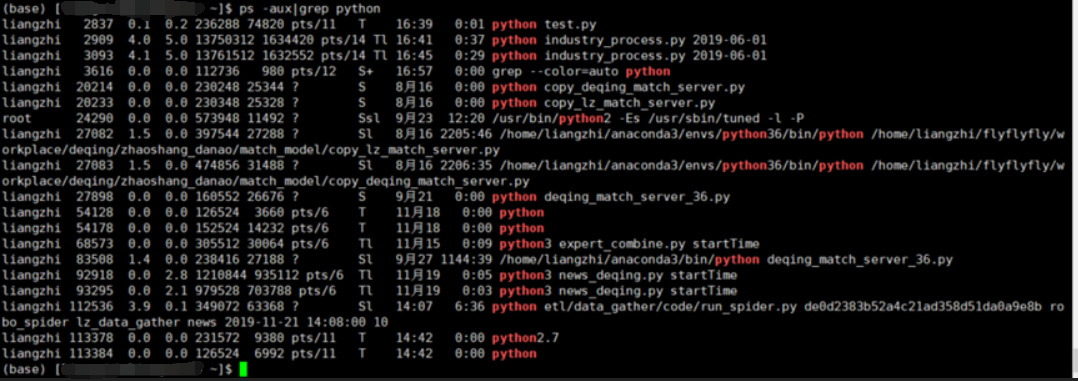 (base) [ ~]$ ps -aux|grep python
liangzhi 2837 0.1 0.2 236288 74820 pts/11 T 16:39 0:01 python test.py
liangzhi 2909 4.0 5.0 13750312 1634420 pts/14 Tl 16:41 0:37 python industry_process.py 2019-06-01
liangzhi 3093 4.1 5.0 13761512 1632552 pts/14 Tl 16:45 0:29 python industry_process.py 2019-06-01
liangzhi 3616 0.0 0.0 112736 980 pts/12 S+ 16:57 0:00 grep --color=auto python
liangzhi 20214 0.0 0.0 230248 25344 ? S 8月16 0:00 python copy_deqing_match_server.py
liangzhi 20233 0.0 0.0 230348 25328 ? S 8月16 0:00 python copy_lz_match_server.py
root 24290 0.0 0.0 573948 11492 ? Ssl 9月23 12:20 /usr/bin/python2 -Es /usr/sbin/tuned -l -P
liangzhi 27082 1.5 0.0 397544 27288 ? Sl 8月16 2205:46 /home/liangzhi/anaconda3/envs/python36/bin/python /home/liangzhi/flyflyfly/w
orkplace/deqing/zhaoshang_danao/match_model/copy_lz_match_server.py
liangzhi 27083 1.5 0.0 474856 31488 ? Sl 8月16 2206:35 /home/liangzhi/anaconda3/envs/python36/bin/python /home/liangzhi/flyflyfly/w
orkplace/deqing/zhaoshang_danao/match_model/copy_deqing_match_server.py
liangzhi 27898 0.0 0.0 160552 26676 ? S 9月21 0:00 python deqing_match_server_36.py
liangzhi 54128 0.0 0.0 126524 3660 pts/6 T 11月18 0:00 python
liangzhi 54178 0.0 0.0 152524 14232 pts/6 T 11月18 0:00 python
liangzhi 68573 0.0 0.0 305512 30064 pts/6 Tl 11月15 0:09 python3 expert_combine.py startTime
liangzhi 83508 1.4 0.0 238416 27188 ? Sl 9月27 1144:39 /home/liangzhi/anaconda3/bin/python deqing_match_server_36.py
liangzhi 92918 0.0 2.8 1210844 935112 pts/6 Tl 11月19 0:05 python3 news_deqing.py startTime
liangzhi 93295 0.0 2.1 979528 703788 pts/6 Tl 11月19 0:03 python3 news_deqing.py startTime
liangzhi 112536 3.9 0.1 349072 63368 ? Sl 14:07 6:36 python etl/data_gather/code/run_spider.py de0d2383b52a4c21ad358d51da0a9e8b ro
bo_spider lz_data_gather news 2019-11-21 14:08:00 10
liangzhi 113378 0.0 0.0 231572 9380 pts/11 T 14:42 0:00 python2.7
liangzhi 113384 0.0 0.0 126524 6992 pts/11 T 14:42 0:00 python
(base) [ ~]$